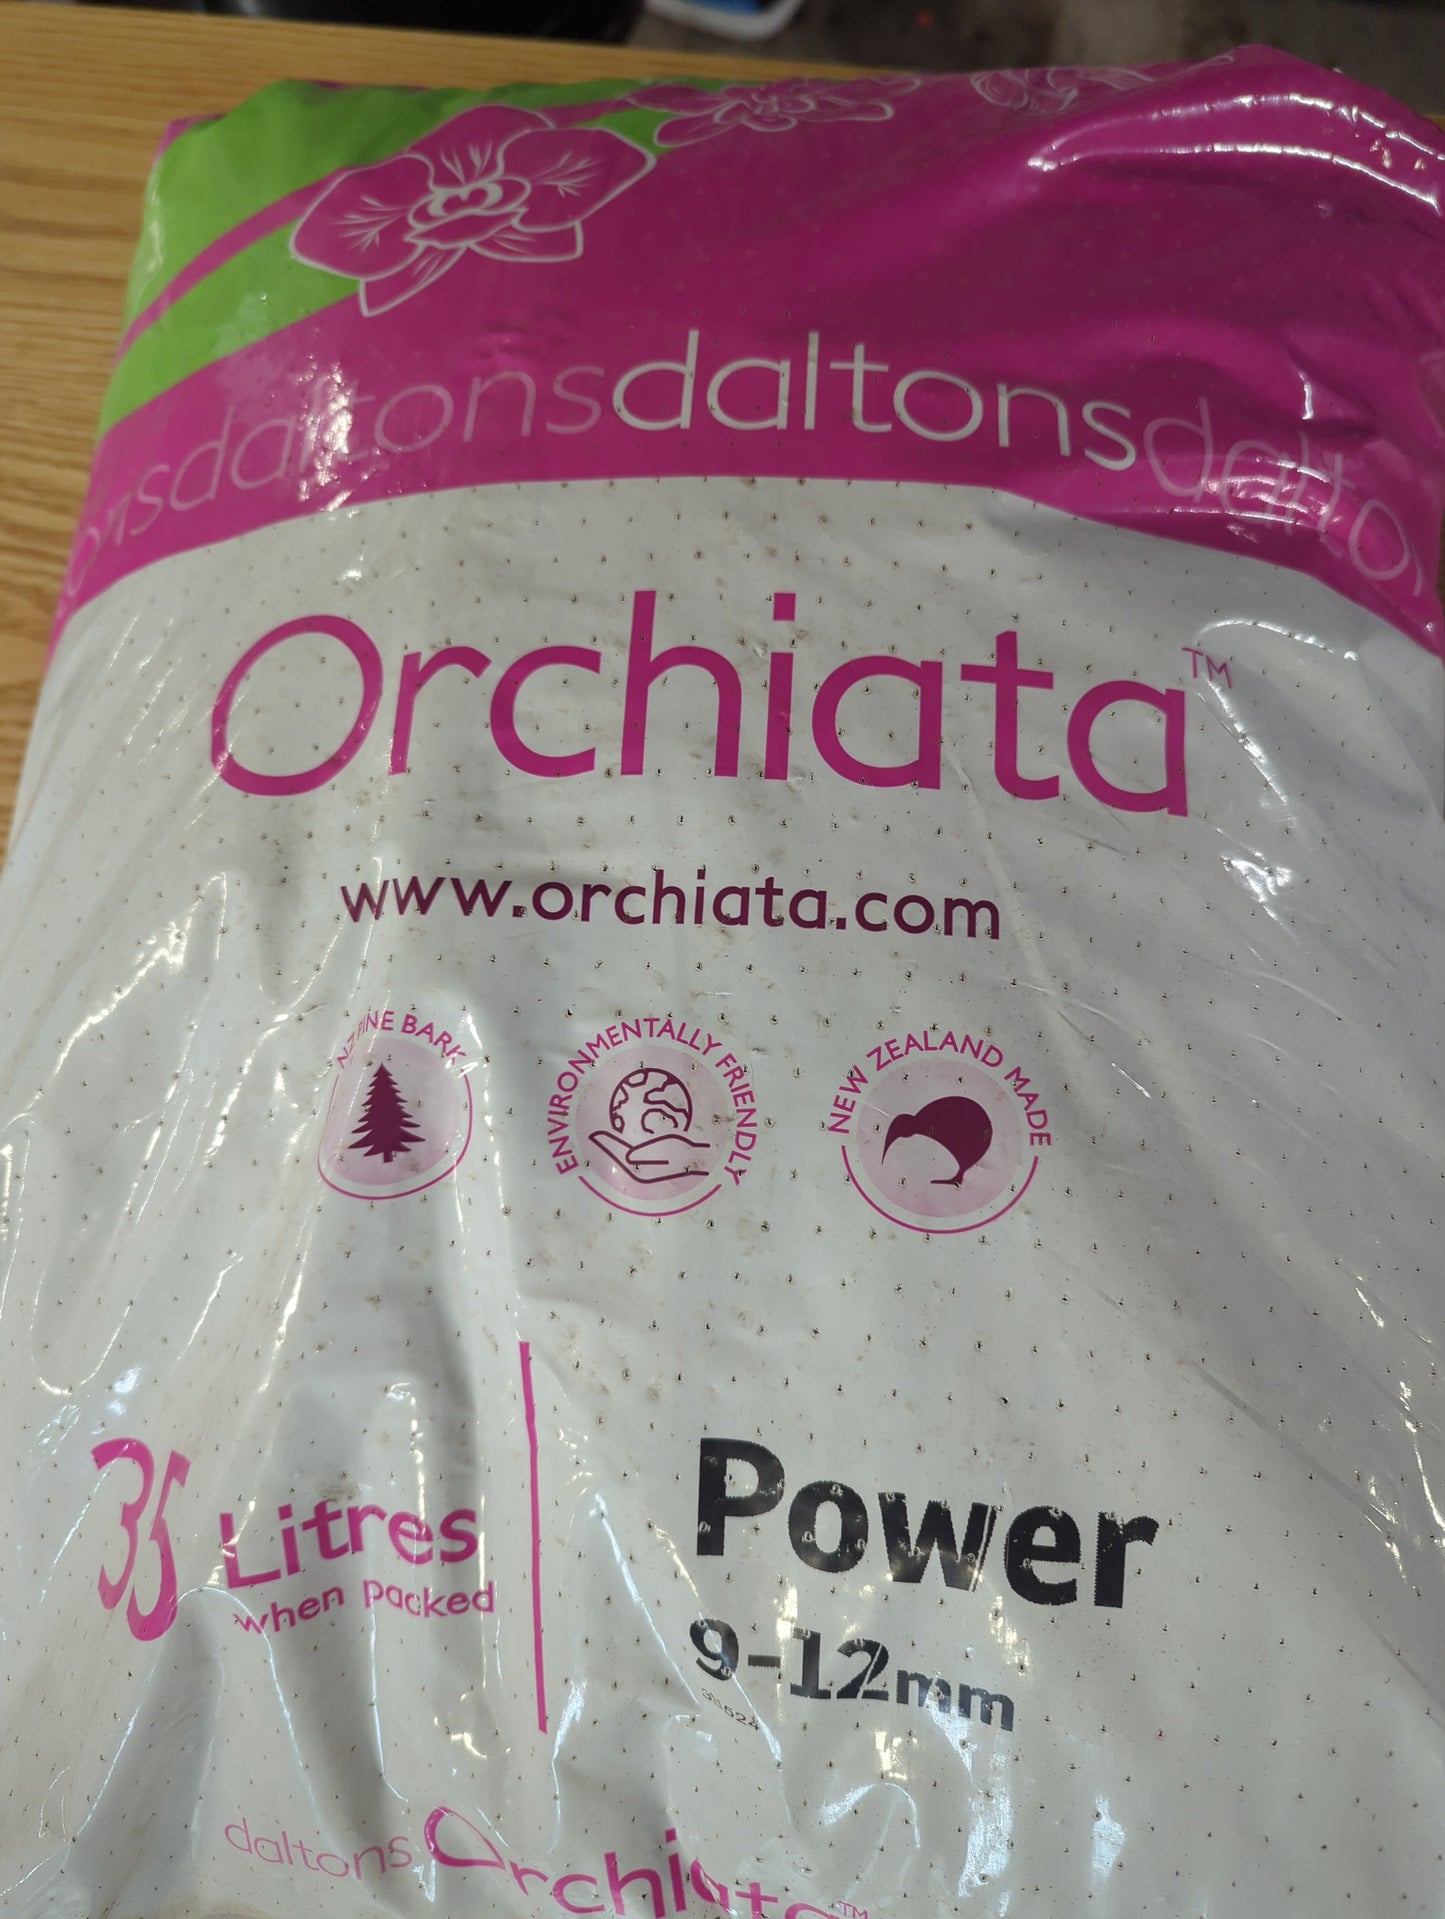 daltonsdaltonsdalto
Orchiata™
www.orchiata.com
NZ PINE BARK
ENVIRONMENTALLY FRIENDLY
NEW ZEALAND MADE
35 Litres
when packed
Power
9-12mm
daltons Orchiata™